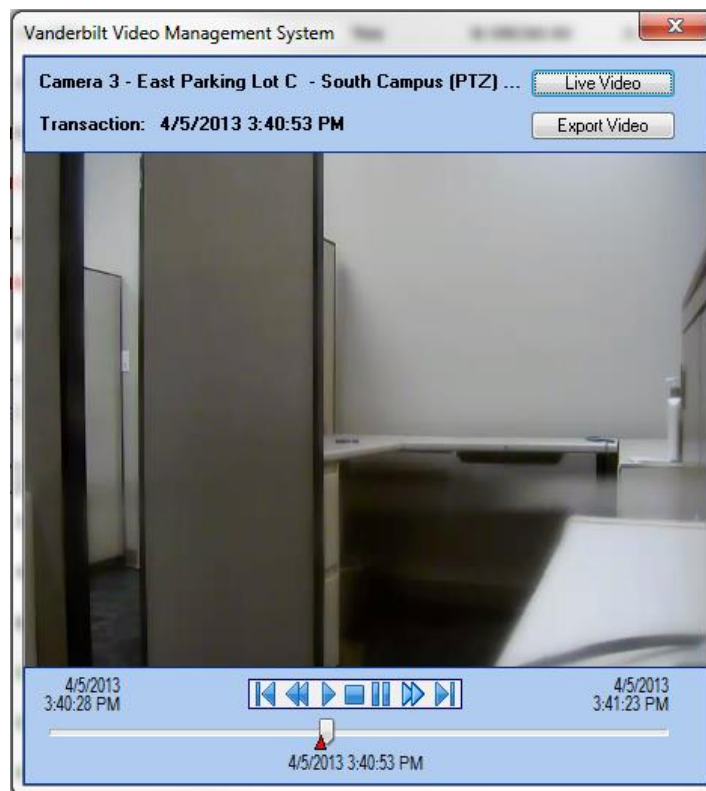 Vanderbilt Video Management System
Camera 3 - East Parking Lot C - South Campus (PTZ) ...
Live Video
Transaction: 4/5/2013 3:40:53 PM
Export Video
4/5/2013
3:40:28 PM
4/5/2013
3:41:23 PM
4/5/2013 3:40:53 PM